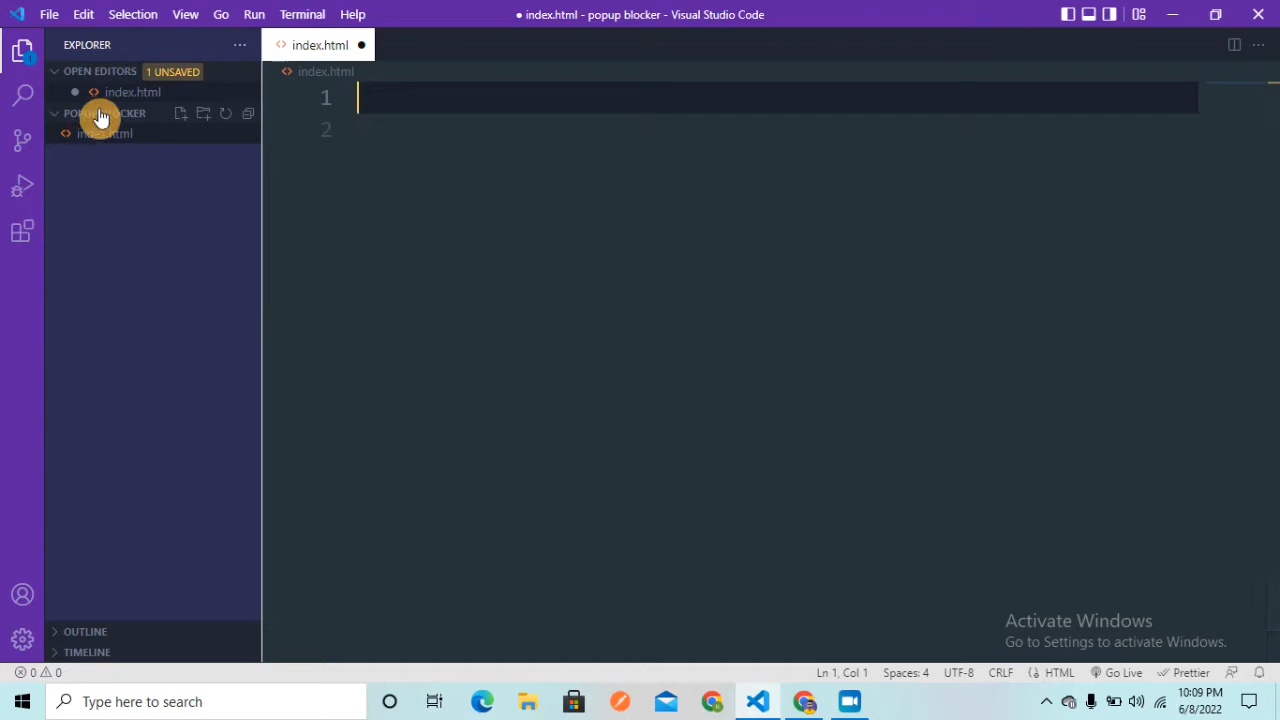 File Edit Selection View Go Run Terminal Help
● index.html - popup blocker - Visual Studio Code
EXPLORER
index.html
OPEN EDITORS 1 UNSAVED
index.html
index.html
index.html
1
2
OUTLINE
TIMELINE
Activate Windows
Go to Settings to activate Windows.
0 0
Ln 1, Col 1 Spaces: 4 UTF-8 CRLF HTML Go Live Prettier
Type here to search
10:09 PM
6/8/2022